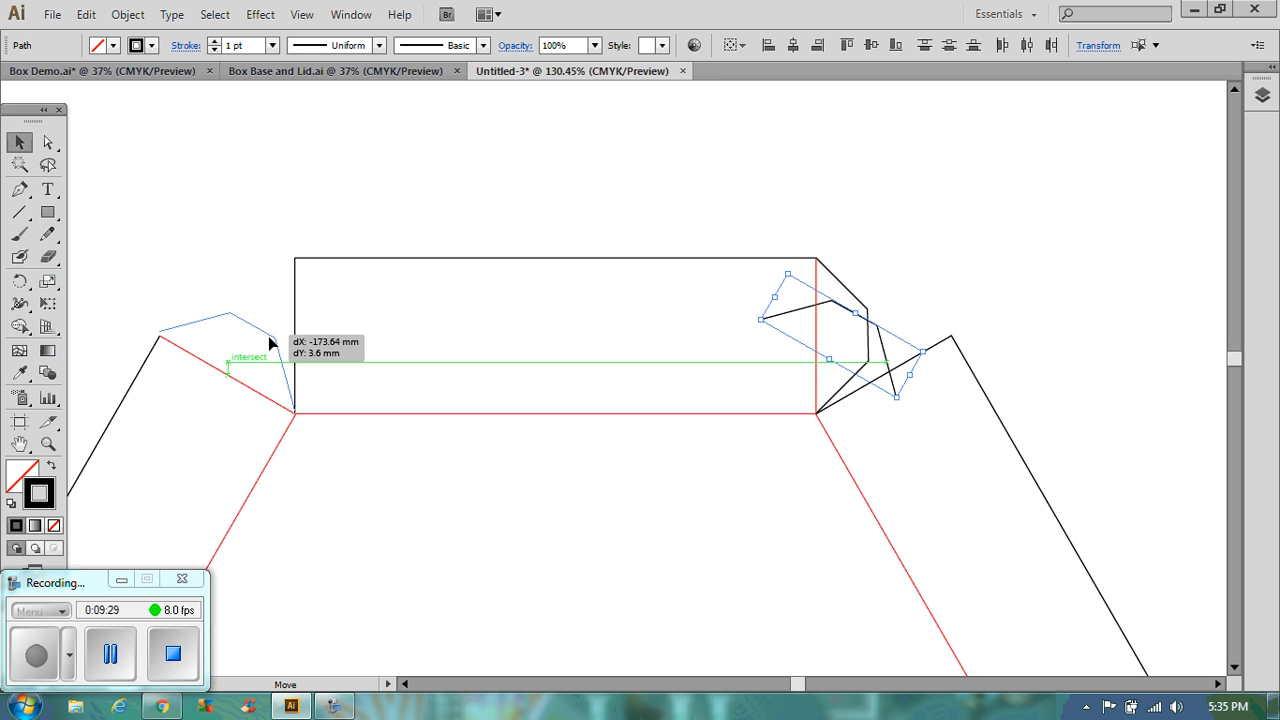 Ai File Edit Object Type Select Effect View Window Help Br Essentials
Path Stroke: 1 pt Uniform Basic Opacity: 100% Style: Transform
Box Demo.ai* @ 37% (CMYK/Preview) × Box Base and Lid.ai @ 37% (CMYK/Preview) × Untitled-3* @ 130.45% (CMYK/Preview) ×
dX: -173.64 mm
dY: 3.6 mm
intersect
Recording...
Menu 0:09:29 8.0 fps
Move
Ai 5:35 PM